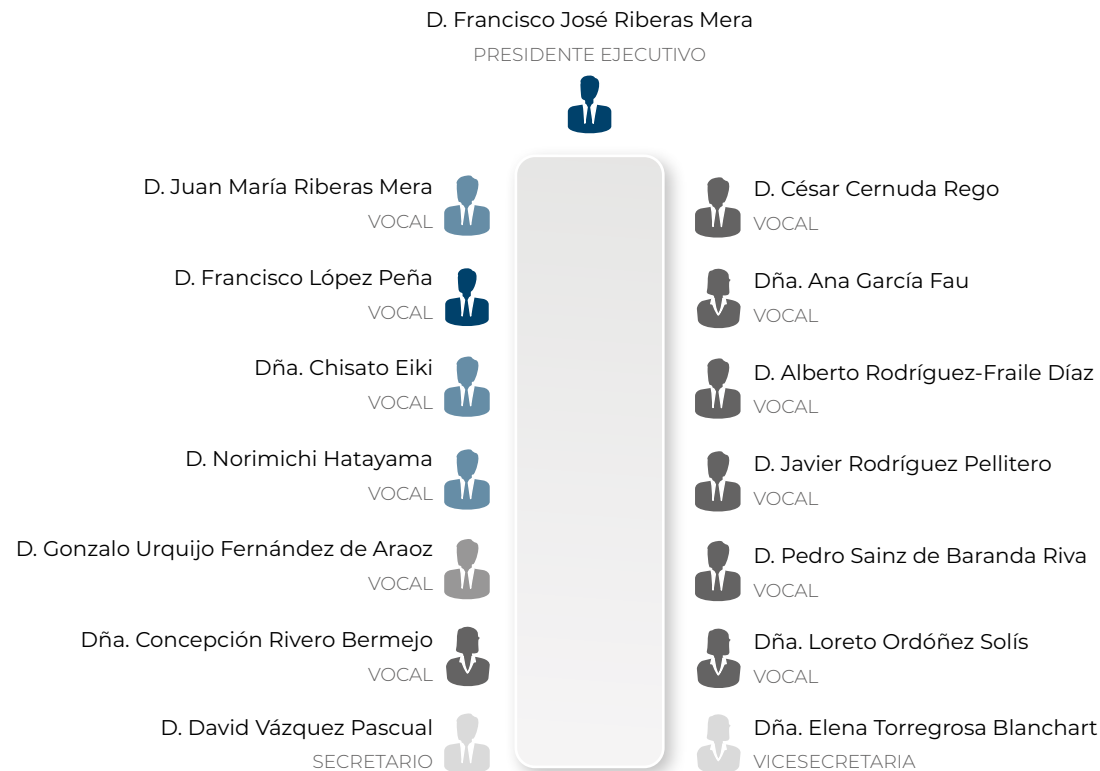 D. Francisco José Riberas Mera
PRESIDENTE EJECUTIVO
D. Juan María Riberas Mera
VOCAL
D. Francisco López Peña
VOCAL
Dña. Chisato Eiki
VOCAL
D. Norimichi Hatayama
VOCAL
D. Gonzalo Urquijo Fernández de Araoz
VOCAL
Dña. Concepción Rivero Bermejo
VOCAL
D. David Vázquez Pascual
SECRETARIO
D. César Cernuda Rego
VOCAL
Dña. Ana García Fau
VOCAL
D. Alberto Rodríguez-Fraile Díaz
VOCAL
D. Javier Rodríguez Pellitero
VOCAL
D. Pedro Sainz de Baranda Riva
VOCAL
Dña. Loreto Ordóñez Solís
VOCAL
Dña. Elena Torregrosa Blanchart
VICESECRETARIA